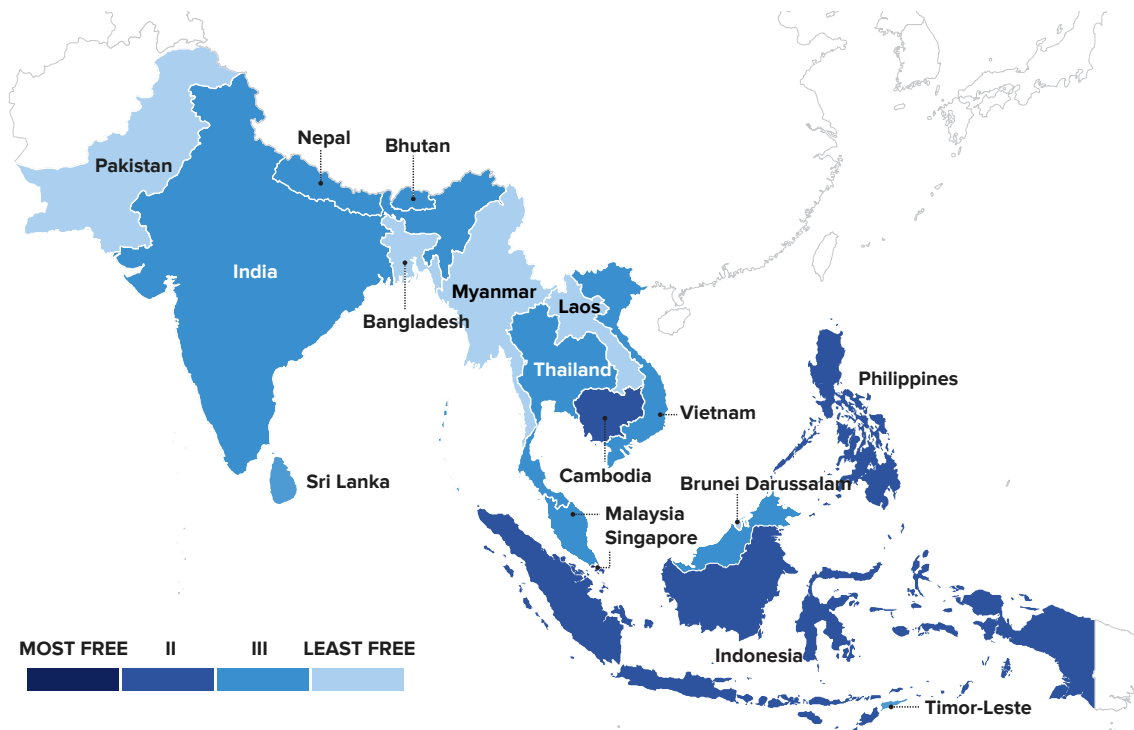 Nepal
Bhutan
Pakistan
India
Myanmar
Laos
Bangladesh
Thailand
Philippines
Vietnam
Cambodia
Brunei Darussalam
Sri Lanka
Malaysia
Singapore
MOST FREE II III LEAST FREE
Indonesia
Timor-Leste